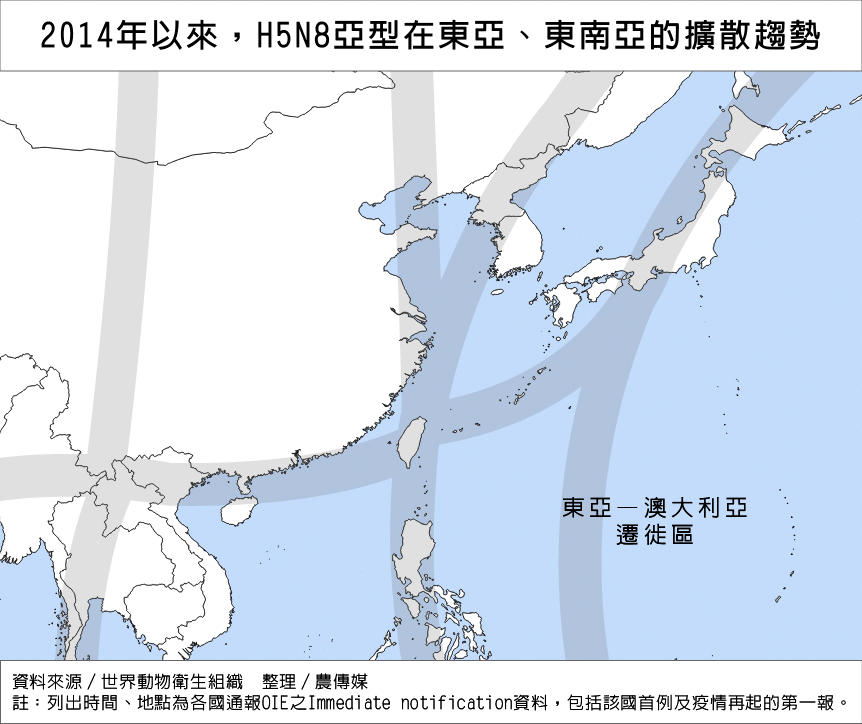 2014年以來，H5N8亞型在東亞、東南亞的擴散趨勢
東亞－澳大利亞
遷徙區
資料來源／世界動物衛生組織　整理／農傳媒
註：列出時間、地點為各國通報OIE之Immediate notification資料，包括該國首例及疫情再起的第一報。